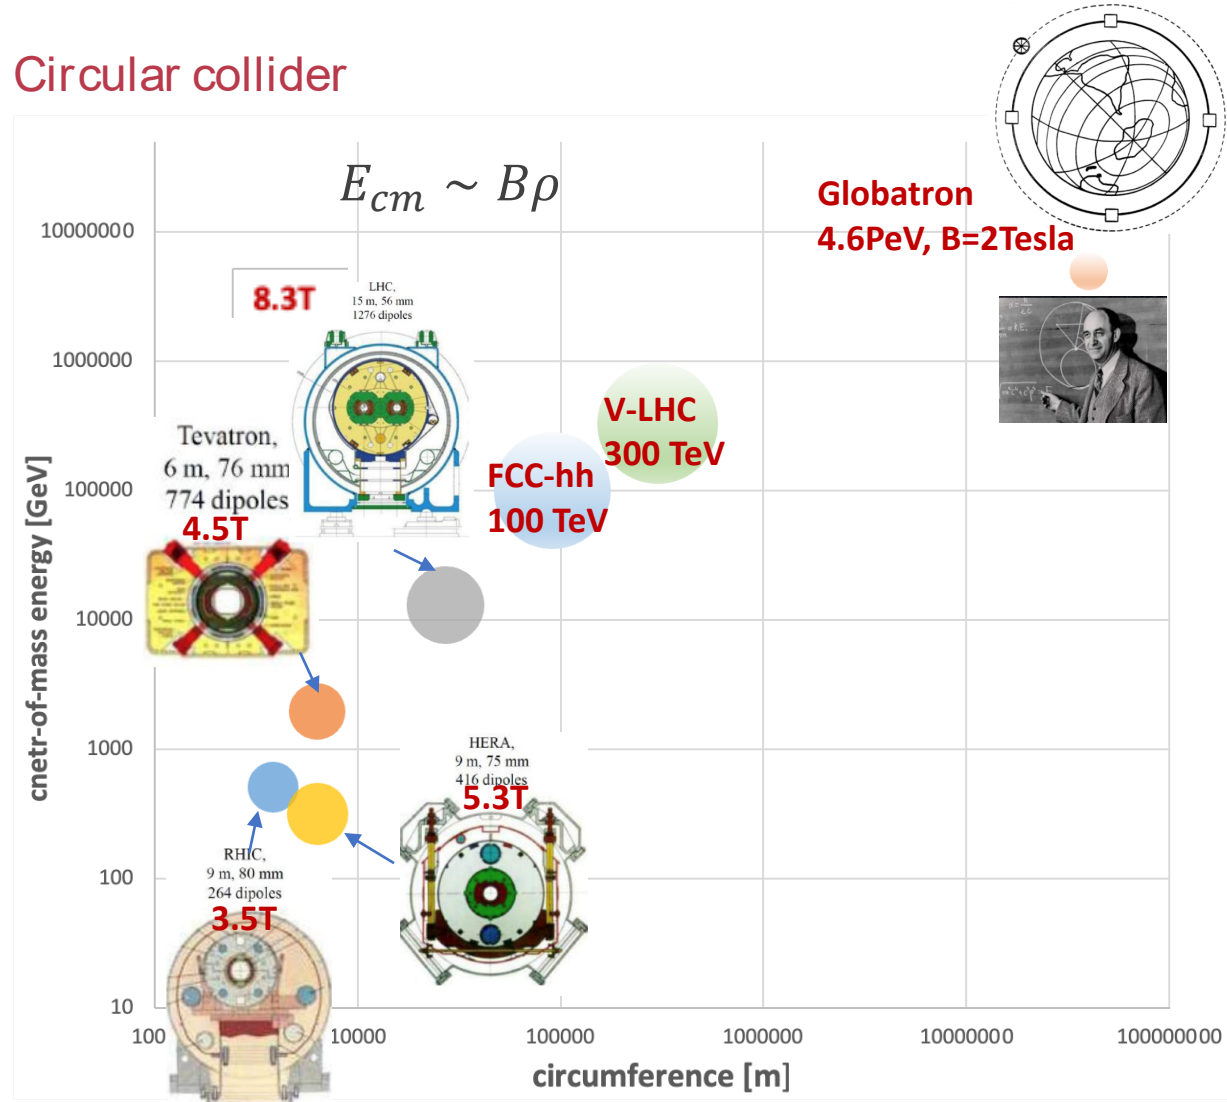 Circular collider
E_cm ~ Bρ
Globatron
4.6PeV, B=2Tesla
10000000
1000000
100000
10000
1000
100
10
cnetr-of-mass energy [GeV]
8.3T
LHC,
15 m, 56 mm
1276 dipoles
Tevatron,
6 m, 76 mm
774 dipoles
4.5T
V-LHC
300 TeV
FCC-hh
100 TeV
HERA,
9 m, 75 mm
416 dipoles
5.3T
RHIC,
9 m, 80 mm
264 dipoles
3.5T
100
10000
100000
1000000
10000000
100000000
circumference [m]